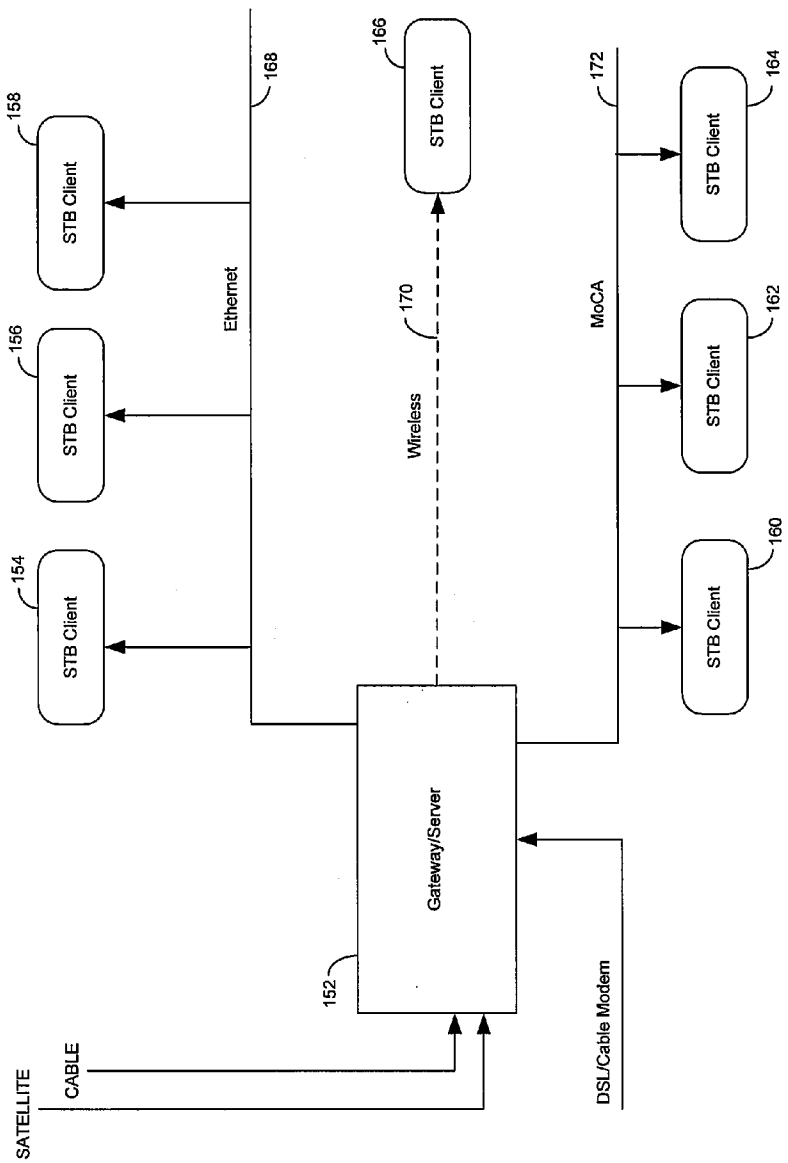 158
STB Client
156
STB Client
154
STB Client
168
Ethernet
166
STB Client
170
Wireless
172
MoCA
164
STB Client
162
STB Client
160
STB Client
152
Gateway/Server
SATELLITE
CABLE
DSL/Cable Modem